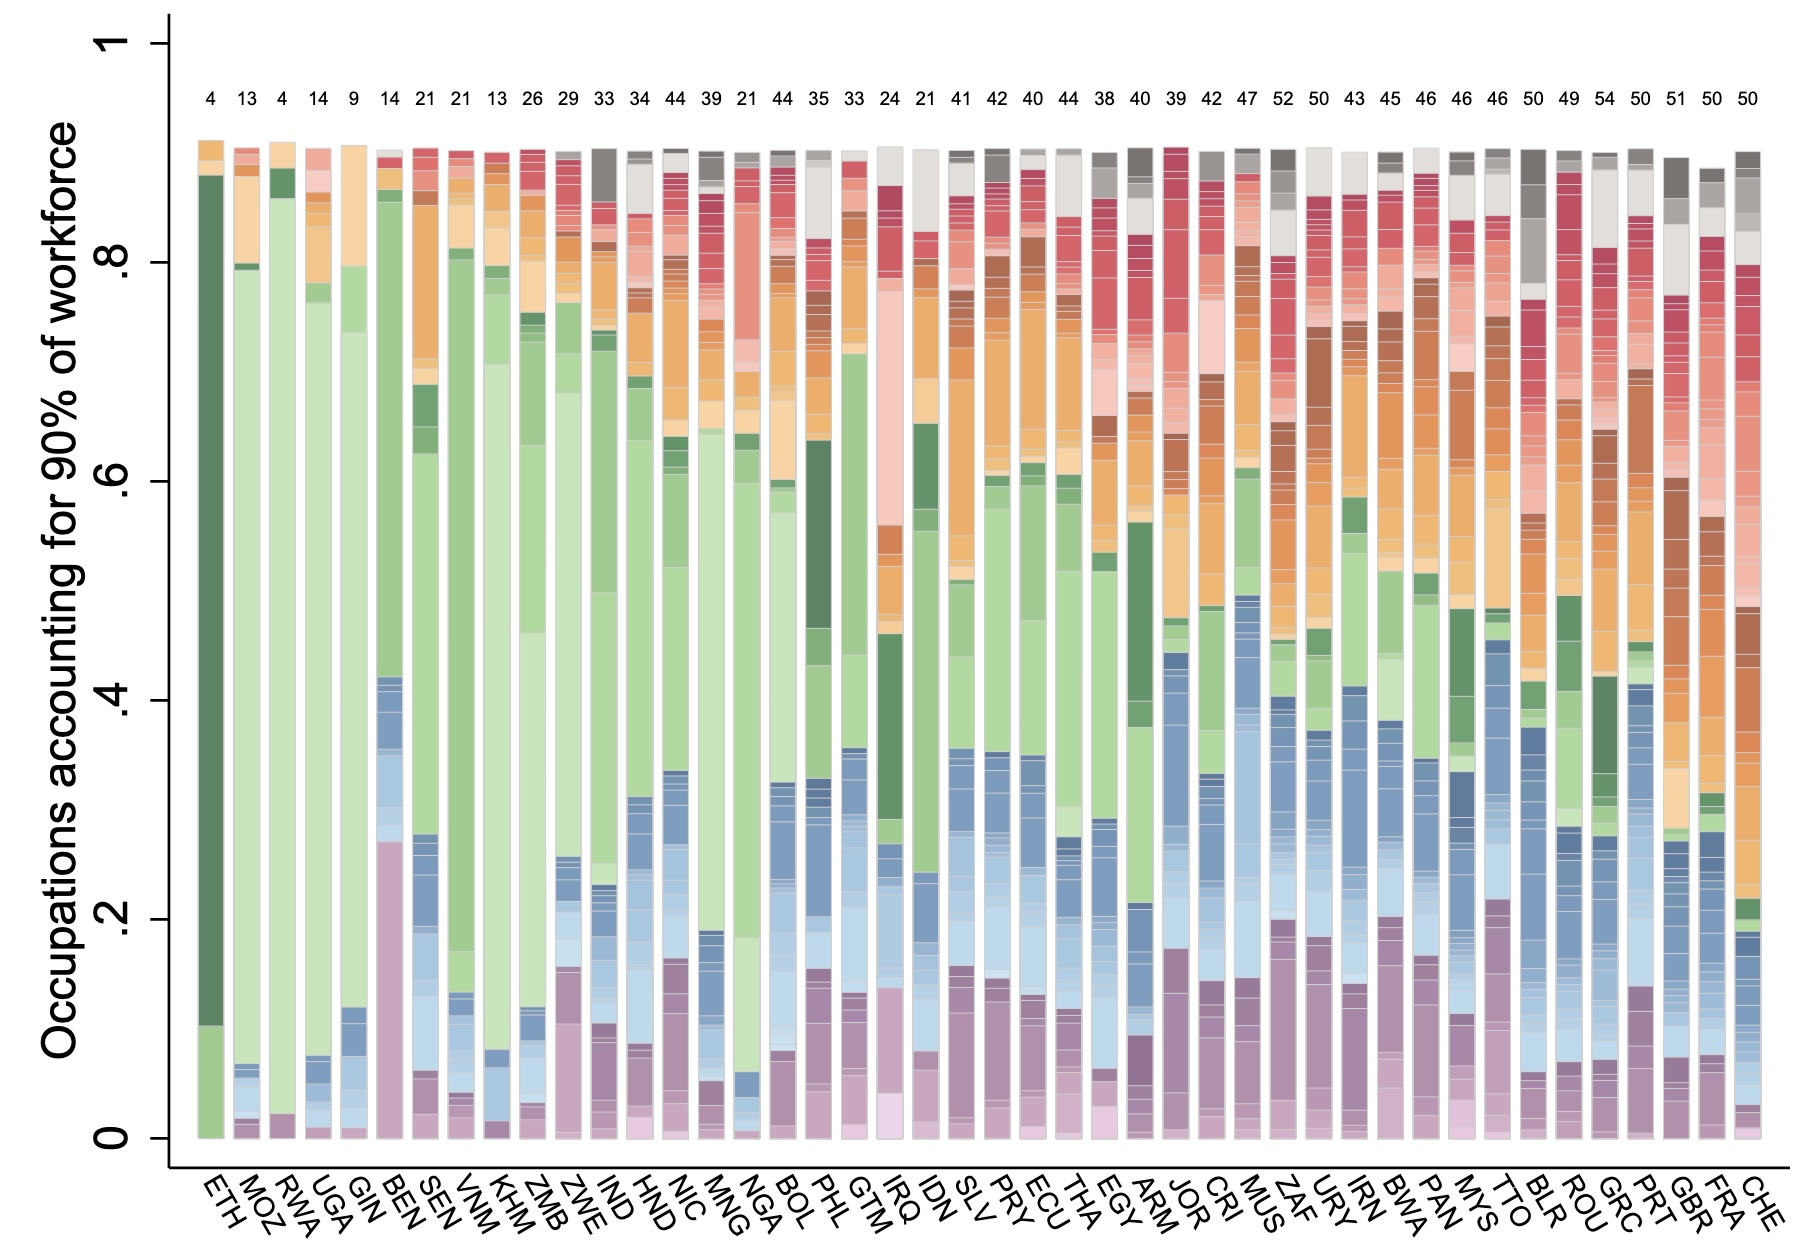 Occupations accounting for 90% of workforce
1
.8
.6
.4
.2
0
4 13 4 14 9 14 21 21 13 26 29 33 34 44 39 21 44 35 33 24 21 41 42 40 44 38 40 39 42 47 52 50 43 45 46 46 46 50 49 54 50 51 50 50
ETH MOZ RWA UGA GIN BEN SEN VNM KHM ZMB ZWE IND HND NIC MNG NGA BOL PHL GTM IRQ IDN SLV PRY ECU THA EGY ARM JOR CRI MUS ZAF URY IRN BWA PAN MYS TTO BLR ROU GRC PRT GBR FRA CHE